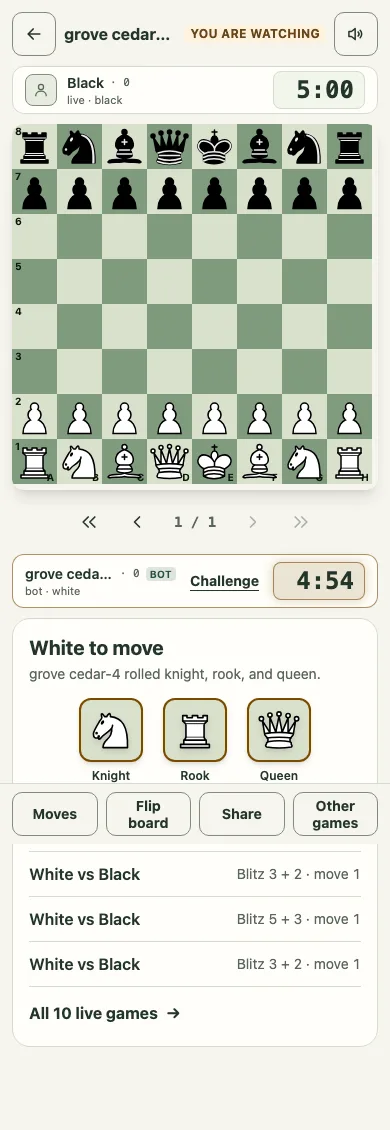 grove cedar...
YOU ARE WATCHING
Black · 0
live · black
5:00
8
7
6
5
4
3
2
1
A B C D E F G H
1 / 1
grove ceda... · 0 BOT
bot · white
Challenge
4:54
White to move
grove cedar-4 rolled knight, rook, and queen.
Knight
Rook
Queen
Moves
Flip
board
Share
Other
games
White vs Black
Blitz 3 + 2 · move 1
White vs Black
Blitz 5 + 3 · move 1
White vs Black
Blitz 3 + 2 · move 1
All 10 live games →